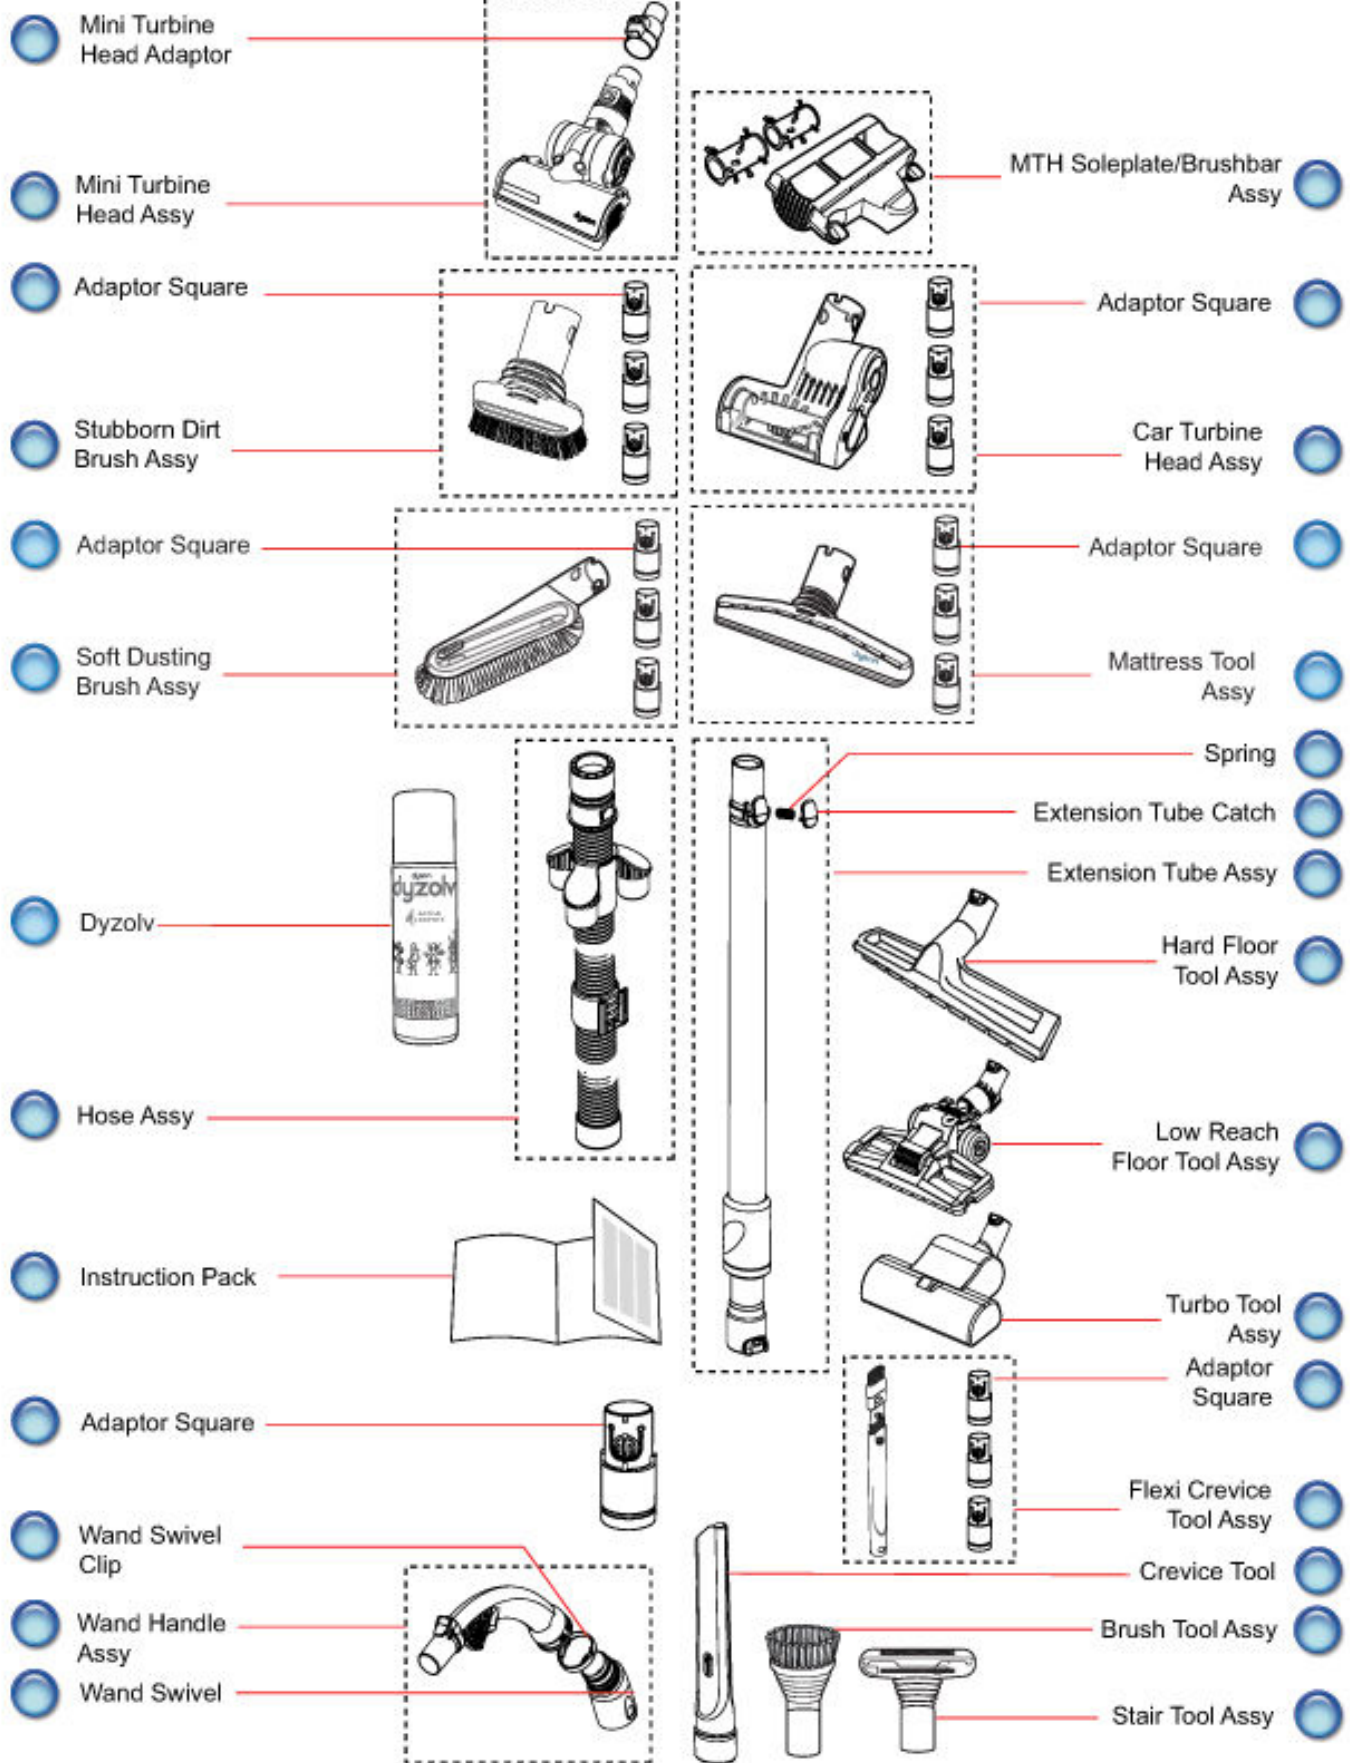 Mini Turbine
Head Adaptor
Mini Turbine
Head Assy
Adaptor Square
Stubborn Dirt
Brush Assy
Adaptor Square
Soft Dusting
Brush Assy
dyzolv
Dyzolv
Hose Assy
Instruction Pack
Adaptor Square
Wand Swivel
Clip
Wand Handle
Assy
Wand Swivel
MTH Soleplate/Brushbar
Assy
Adaptor Square
Car Turbine
Head Assy
Adaptor Square
Mattress Tool
Assy
Spring
Extension Tube Catch
Extension Tube Assy
Hard Floor
Tool Assy
Low Reach
Floor Tool Assy
Turbo Tool
Assy
Adaptor
Square
Flexi Crevice
Tool Assy
Crevice Tool
Brush Tool Assy
Stair Tool Assy